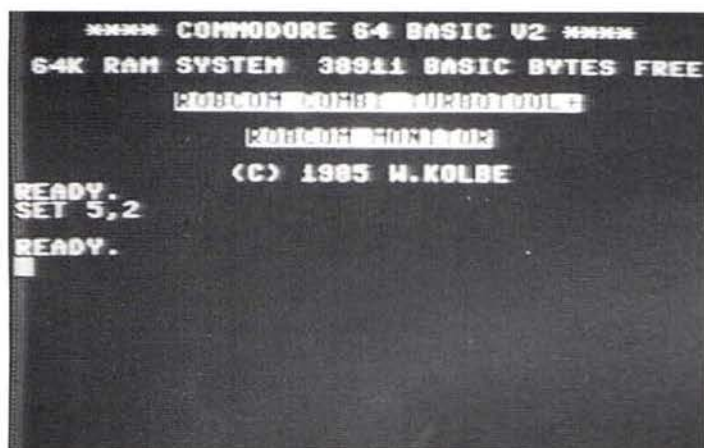 **** COMMODORE 64 BASIC V2 ****
64K RAM SYSTEM 38911 BASIC BYTES FREE
ROBCOM COMBI TURBOTOOL+
ROBCOM MONITOR
(C) 1985 W.KOLBE
READY.
SET 5,2
READY.